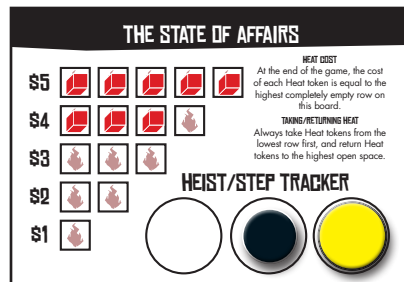 THE STATE OF AFFAIRS
HEAT COST
At the end of the game, the cost
of each Heat token is equal to the
highest completely empty row on
this board.
TAKING/RETURNING HEAT
Always take Heat tokens from the
lowest row first, and return Heat
tokens to the highest open space.
$5
$4
$3
$2
$1
HEIST/STEP TRACKER